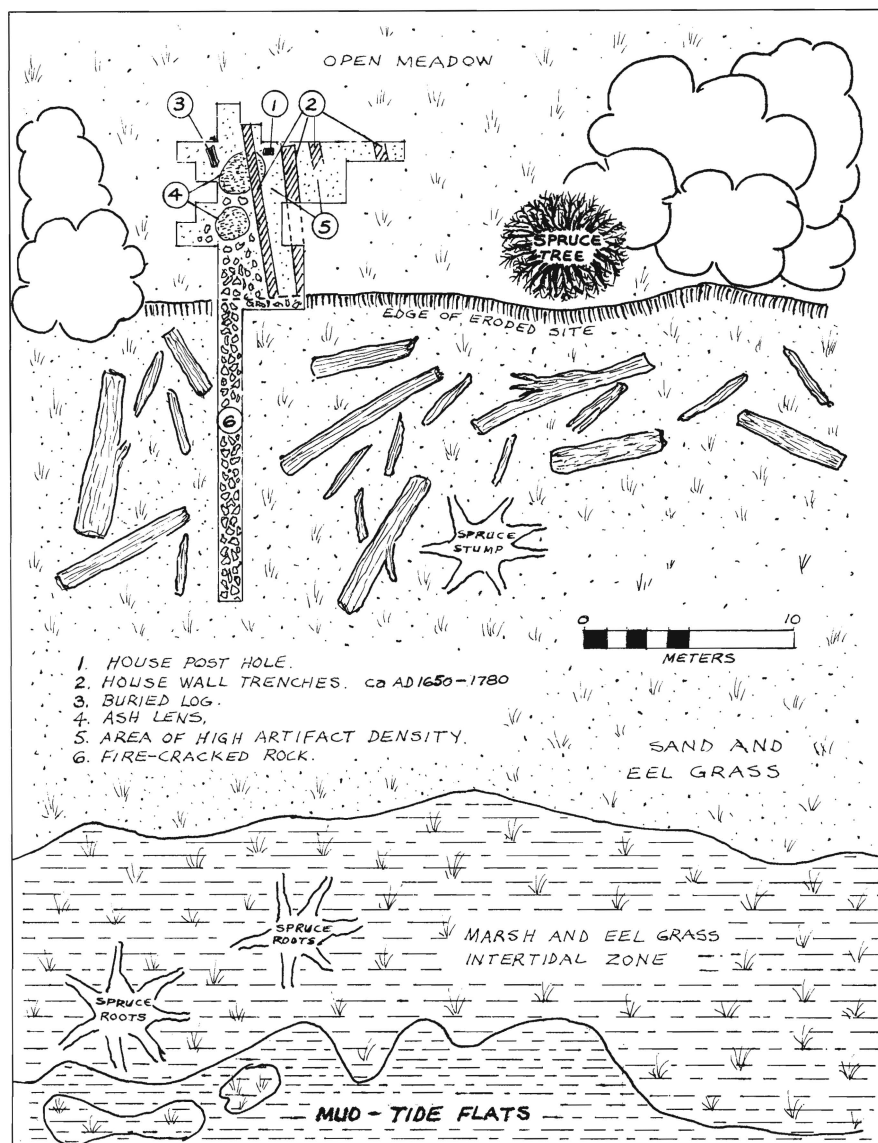 OPEN MEADOW
3
1
2
4
5
SPRUCE
TREE
EDGE OF ERODED SITE
6
SPRUCE
STUMP
0 10
METERS
1. HOUSE POST HOLE.
2. HOUSE WALL TRENCHES. ca AD 1650-1780
3. BURIED LOG.
4. ASH LENS,
5. AREA OF HIGH ARTIFACT DENSITY.
6. FIRE-CRACKED ROCK.
SAND AND
EEL GRASS
SPRUCE
ROOTS
MARSH AND EEL GRASS
INTERTIDAL ZONE
SPRUCE
ROOTS
MUD-TIDE FLATS